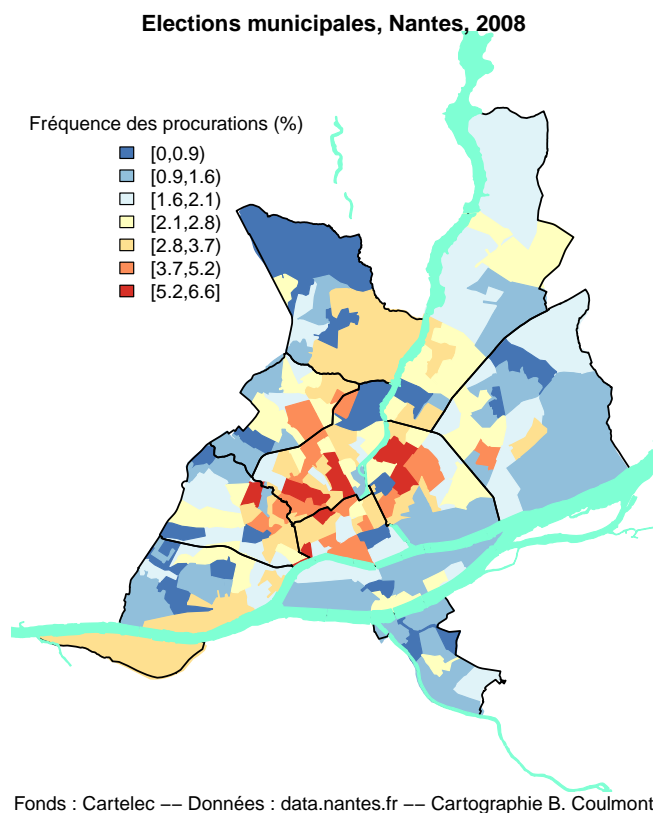 Elections municipales, Nantes, 2008
Fréquence des procurations (%)
[0,0.9)
[0.9,1.6)
[1.6,2.1)
[2.1,2.8)
[2.8,3.7)
[3.7,5.2)
[5.2,6.6]
Fonds : Cartelec −− Données : data.nantes.fr −− Cartographie B. Coulmont